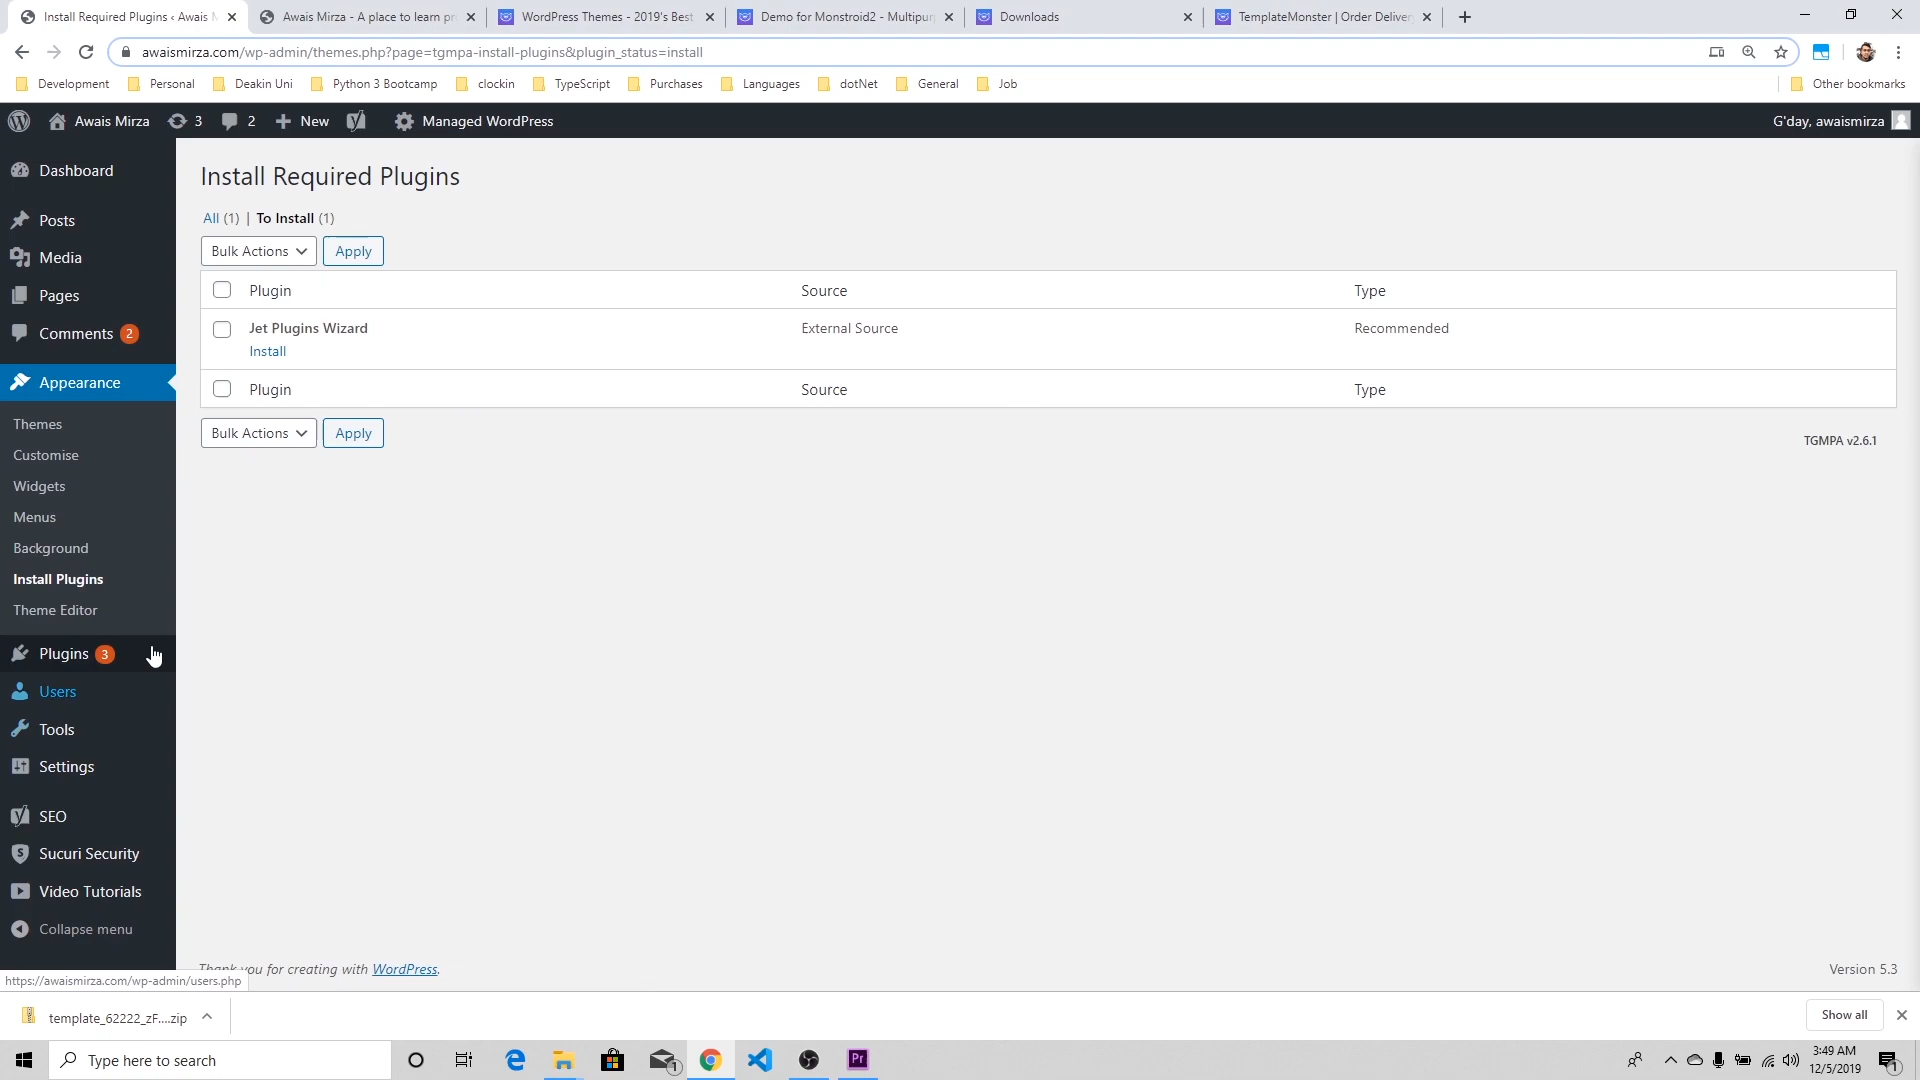 Install Required Plugins ‹ Awais M
Awais Mirza - A place to learn pr
WordPress Themes - 2019's Best
Demo for Monstroid2 - Multipur
Downloads
TemplateMonster | Order Deliver
awaismirza.com/wp-admin/themes.php?page=tgmpa-install-plugins&plugin_status=install
Development
Personal
Deakin Uni
Python 3 Bootcamp
clockin
TypeScript
Purchases
Languages
dotNet
General
Job
Other bookmarks
Awais Mirza
3
2
New
Managed WordPress
G'day, awaismirza
Dashboard
Posts
Media
Pages
Comments 2
Appearance
Themes
Customise
Widgets
Menus
Background
Install Plugins
Theme Editor
Plugins 3
Users
Tools
Settings
SEO
Sucuri Security
Video Tutorials
Collapse menu
Install Required Plugins
All (1) | To Install (1)
Bulk Actions Apply
Plugin Source Type
Jet Plugins Wizard External Source Recommended
Install
Plugin Source Type
Bulk Actions Apply
TGMPA v2.6.1
Thank you for creating with WordPress.
Version 5.3
https://awaismirza.com/wp-admin/users.php
template_62222_zF....zip
Show all
Type here to search
1
Pr
3:49 AM
12/5/2019
1